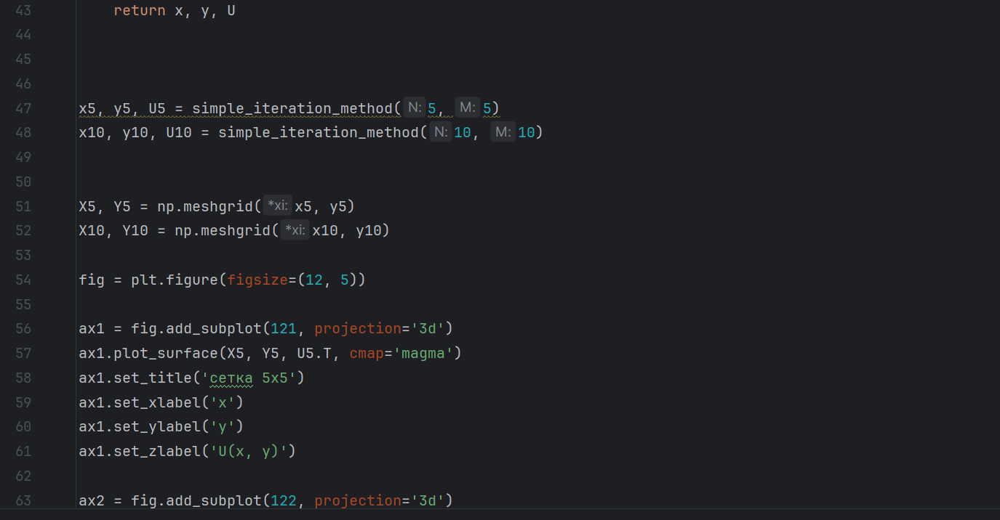 43 return x, y, U
44
45
46
47 x5, y5, U5 = simple_iteration_method( N: 5, M: 5)
48 x10, y10, U10 = simple_iteration_method( N: 10, M: 10)
49
50
51 X5, Y5 = np.meshgrid( *xi: x5, y5)
52 X10, Y10 = np.meshgrid( *xi: x10, y10)
53
54 fig = plt.figure(figsize=(12, 5))
55
56 ax1 = fig.add_subplot(121, projection='3d')
57 ax1.plot_surface(X5, Y5, U5.T, cmap='magma')
58 ax1.set_title('сетка 5x5')
59 ax1.set_xlabel('x')
60 ax1.set_ylabel('y')
61 ax1.set_zlabel('U(x, y)')
62
63 ax2 = fig.add_subplot(122, projection='3d')